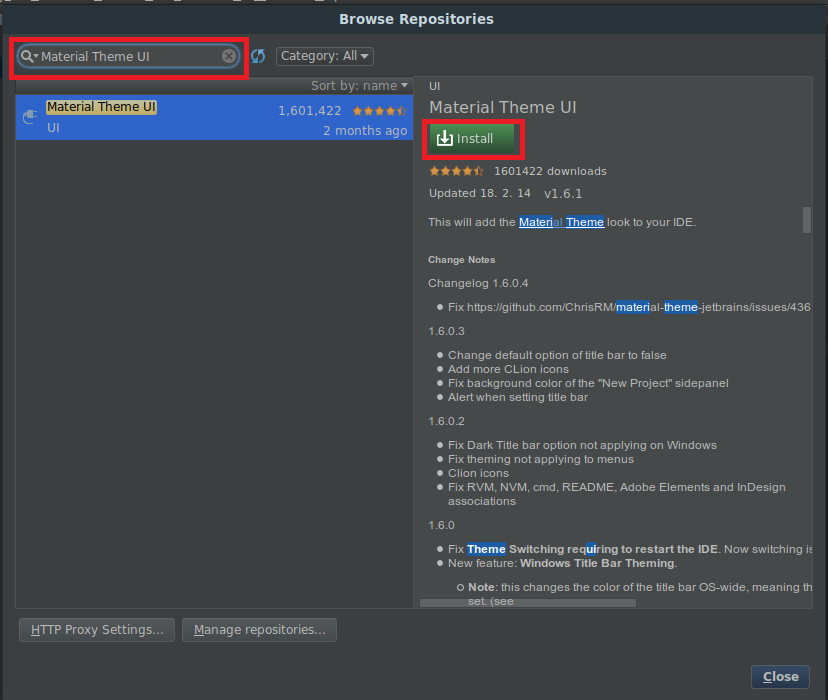 Browse Repositories
Material Theme UI
Category: All
Sort by: name
Material Theme UI
1,601,422
UI
2 months ago
UI
Material Theme UI
Install
1601422 downloads
Updated 18. 2. 14 v1.6.1
This will add the Material Theme look to your IDE.
Change Notes
Changelog 1.6.0.4
Fix https://github.com/ChrisRM/material-theme-jetbrains/issues/436
1.6.0.3
Change default option of title bar to false
Add more CLion icons
Fix background color of the "New Project" sidepanel
Alert when setting title bar
1.6.0.2
Fix Dark Title bar option not applying on Windows
Fix theming not applying to menus
Clion icons
Fix RVM, NVM, cmd, README, Adobe Elements and InDesign
associations
1.6.0
Fix Theme Switching requiring to restart the IDE. Now switching is
New feature: Windows Title Bar Theming.
Note: this changes the color of the title bar OS-wide, meaning th
set. (see
HTTP Proxy Settings...
Manage repositories...
Close